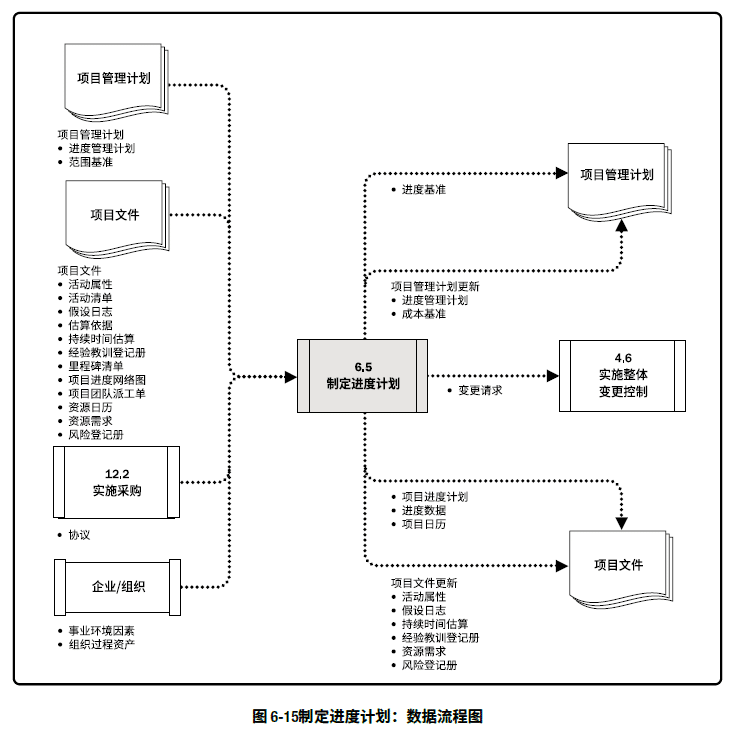 项目管理计划
项目管理计划
• 进度管理计划
• 范围基准
项目文件
项目文件
• 活动属性
• 活动清单
• 假设日志
• 估算依据
• 持续时间估算
• 经验教训登记册
• 里程碑清单
• 项目进度网络图
• 项目团队派工单
• 资源日历
• 资源需求
• 风险登记册
12.2
实施采购
• 协议
企业/组织
• 事业环境因素
• 组织过程资产
6.5
制定进度计划
• 进度基准
项目管理计划
项目管理计划更新
• 进度管理计划
• 成本基准
• 变更请求
4.6
实施整体
变更控制
• 项目进度计划
• 进度数据
• 项目日历
项目文件
项目文件更新
• 活动属性
• 假设日志
• 持续时间估算
• 经验教训登记册
• 资源需求
• 风险登记册
图 6-15制定进度计划：数据流程图